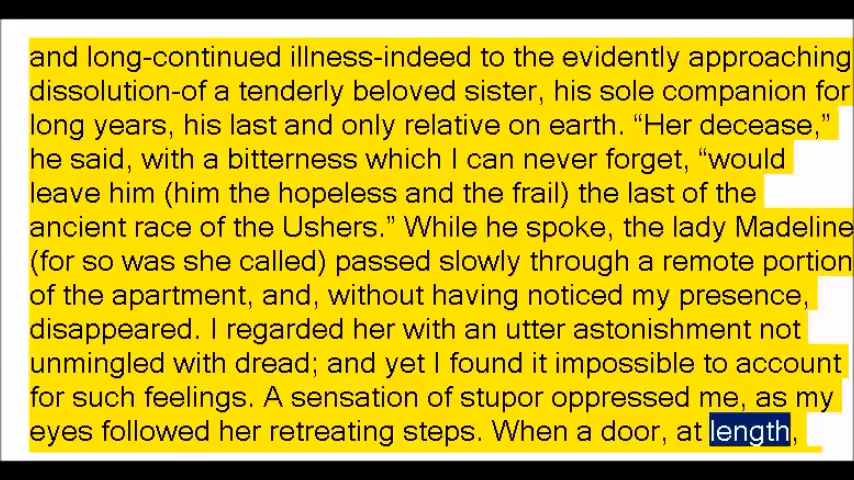 and long-continued illness-indeed to the evidently approaching
dissolution-of a tenderly beloved sister, his sole companion for
long years, his last and only relative on earth. “Her decease,”
he said, with a bitterness which I can never forget, “would
leave him (him the hopeless and the frail) the last of the
ancient race of the Ushers.” While he spoke, the lady Madeline
(for so was she called) passed slowly through a remote portion
of the apartment, and, without having noticed my presence,
disappeared. I regarded her with an utter astonishment not
unmingled with dread; and yet I found it impossible to account
for such feelings. A sensation of stupor oppressed me, as my
eyes followed her retreating steps. When a door, at length,